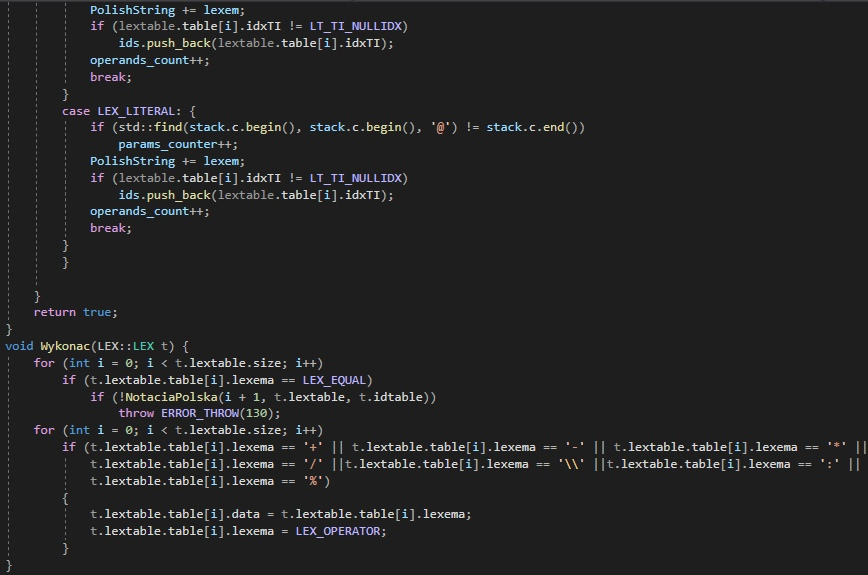 PolishString += lexem;
if (lextable.table[i].idxTI != LT_TI_NULLIDX)
ids.push_back(lextable.table[i].idxTI);
operands_count++;
break;
}
case LEX_LITERAL: {
if (std::find(stack.c.begin(), stack.c.begin(), '@') != stack.c.end())
params_counter++;
PolishString += lexem;
if (lextable.table[i].idxTI != LT_TI_NULLIDX)
ids.push_back(lextable.table[i].idxTI);
operands_count++;
break;
}
}
}
return true;
}
void Wykonac(LEX::LEX t) {
for (int i = 0; i < t.lextable.size; i++)
if (t.lextable.table[i].lexema == LEX_EQUAL)
if (!NotaciaPolska(i + 1, t.lextable, t.idtable))
throw ERROR_THROW(130);
for (int i = 0; i < t.lextable.size; i++)
if (t.lextable.table[i].lexema == '+' || t.lextable.table[i].lexema == '-' || t.lextable.table[i].lexema == '*' ||
t.lextable.table[i].lexema == '/' ||t.lextable.table[i].lexema == '\\' ||t.lextable.table[i].lexema == ':' ||
t.lextable.table[i].lexema == '%')
{
t.lextable.table[i].data = t.lextable.table[i].lexema;
t.lextable.table[i].lexema = LEX_OPERATOR;
}
}